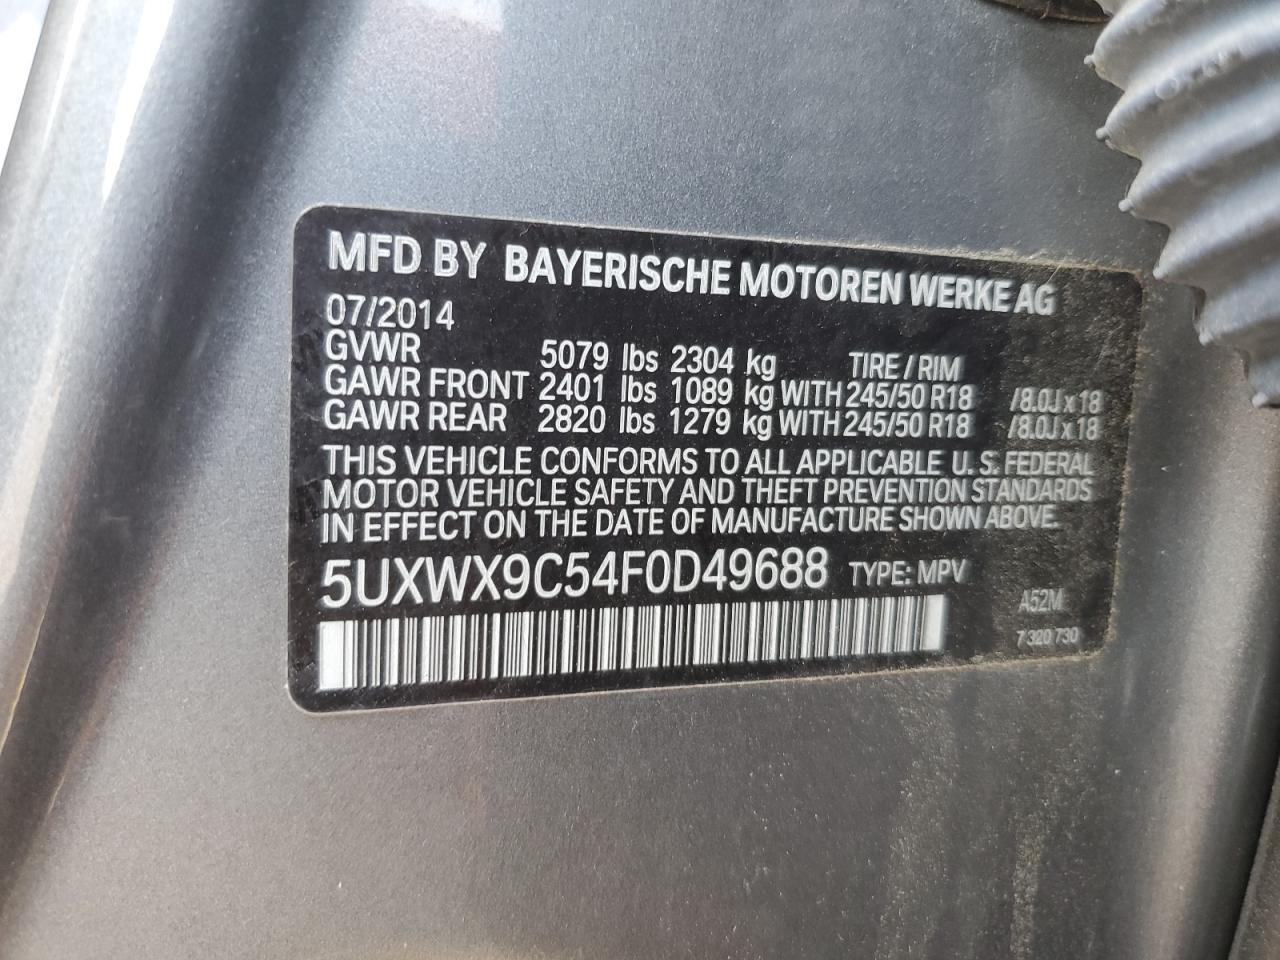 MFD BY BAYERISCHE MOTOREN WERKE AG
07/2014
GVWR 5079 lbs 2304 kg TIRE / RIM
GAWR FRONT 2401 lbs 1089 kg WITH 245/50 R18 /8.0J x 18
GAWR REAR 2820 lbs 1279 kg WITH 245/50 R18 /8.0J x 18
THIS VEHICLE CONFORMS TO ALL APPLICABLE U. S. FEDERAL
MOTOR VEHICLE SAFETY AND THEFT PREVENTION STANDARDS
IN EFFECT ON THE DATE OF MANUFACTURE SHOWN ABOVE.
5UXWX9C54F0D49688 TYPE: MPV
A52M
7 320 730